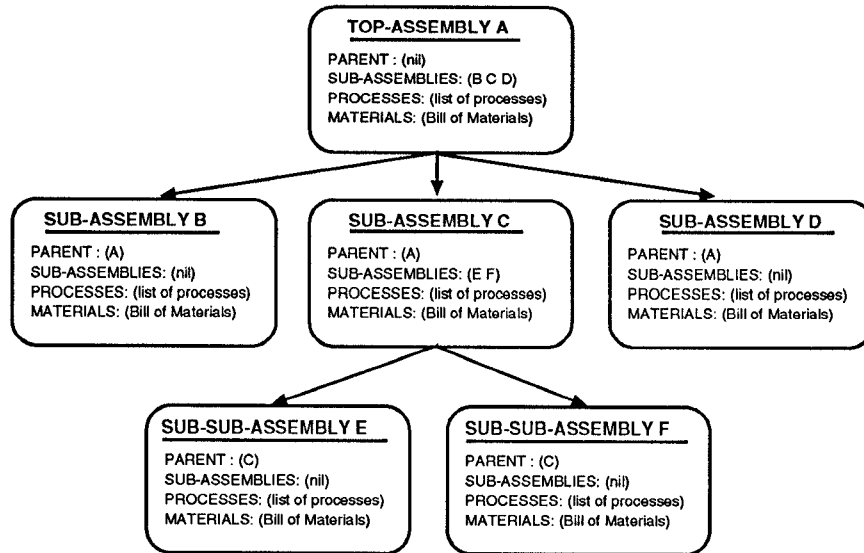 TOP-ASSEMBLY A
PARENT : (nil)
SUB-ASSEMBLIES: (B C D)
PROCESSES: (list of processes)
MATERIALS: (Bill of Materials)
SUB-ASSEMBLY B
PARENT : (A)
SUB-ASSEMBLIES: (nil)
PROCESSES: (list of processes)
MATERIALS: (Bill of Materials)
SUB-ASSEMBLY C
PARENT : (A)
SUB-ASSEMBLIES: (E F)
PROCESSES: (list of processes)
MATERIALS: (Bill of Materials)
SUB-ASSEMBLY D
PARENT : (A)
SUB-ASSEMBLIES: (nil)
PROCESSES: (list of processes)
MATERIALS: (Bill of Materials)
SUB-SUB-ASSEMBLY E
PARENT : (C)
SUB-ASSEMBLIES: (nil)
PROCESSES: (list of processes)
MATERIALS: (Bill of Materials)
SUB-SUB-ASSEMBLY F
PARENT : (C)
SUB-ASSEMBLIES: (nil)
PROCESSES: (list of processes)
MATERIALS: (Bill of Materials)